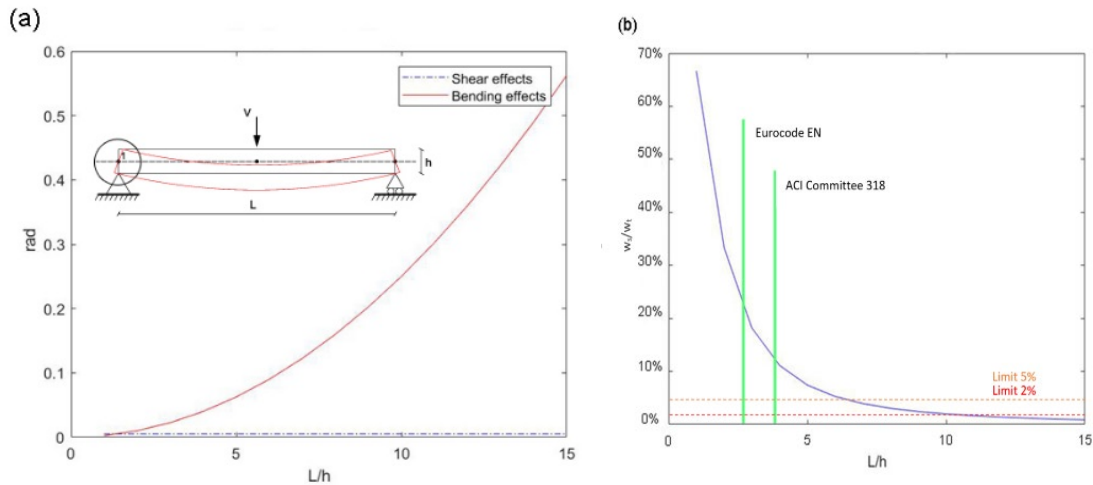 (a)
0.6
0.5
0.4
0.3
0.2
0.1
0
rad
0
5
10
15
L/h
Shear effects
Bending effects
V
h
L
(b)
70%
60%
50%
40%
30%
20%
10%
0%
wₛ/wₜ
Eurocode EN
ACI Committee 318
Limit 5%
Limit 2%
0
5
10
15
L/h